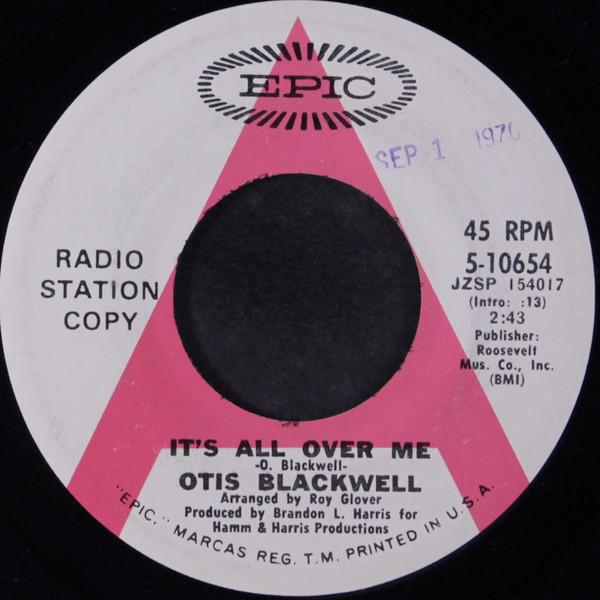 EPIC
SEP 1 1970
RADIO
STATION
COPY
45 RPM
5-10654
JZSP 154017
(Intro: :13)
2:43
Publisher:
Roosevelt
Mus. Co., Inc.
(BMI)
IT'S ALL OVER ME
-O. Blackwell-
OTIS BLACKWELL
Arranged by Roy Glover
Produced by Brandon L. Harris for
Hamm & Harris Productions
"EPIC," MARCAS REG. T.M. PRINTED IN U.S.A.